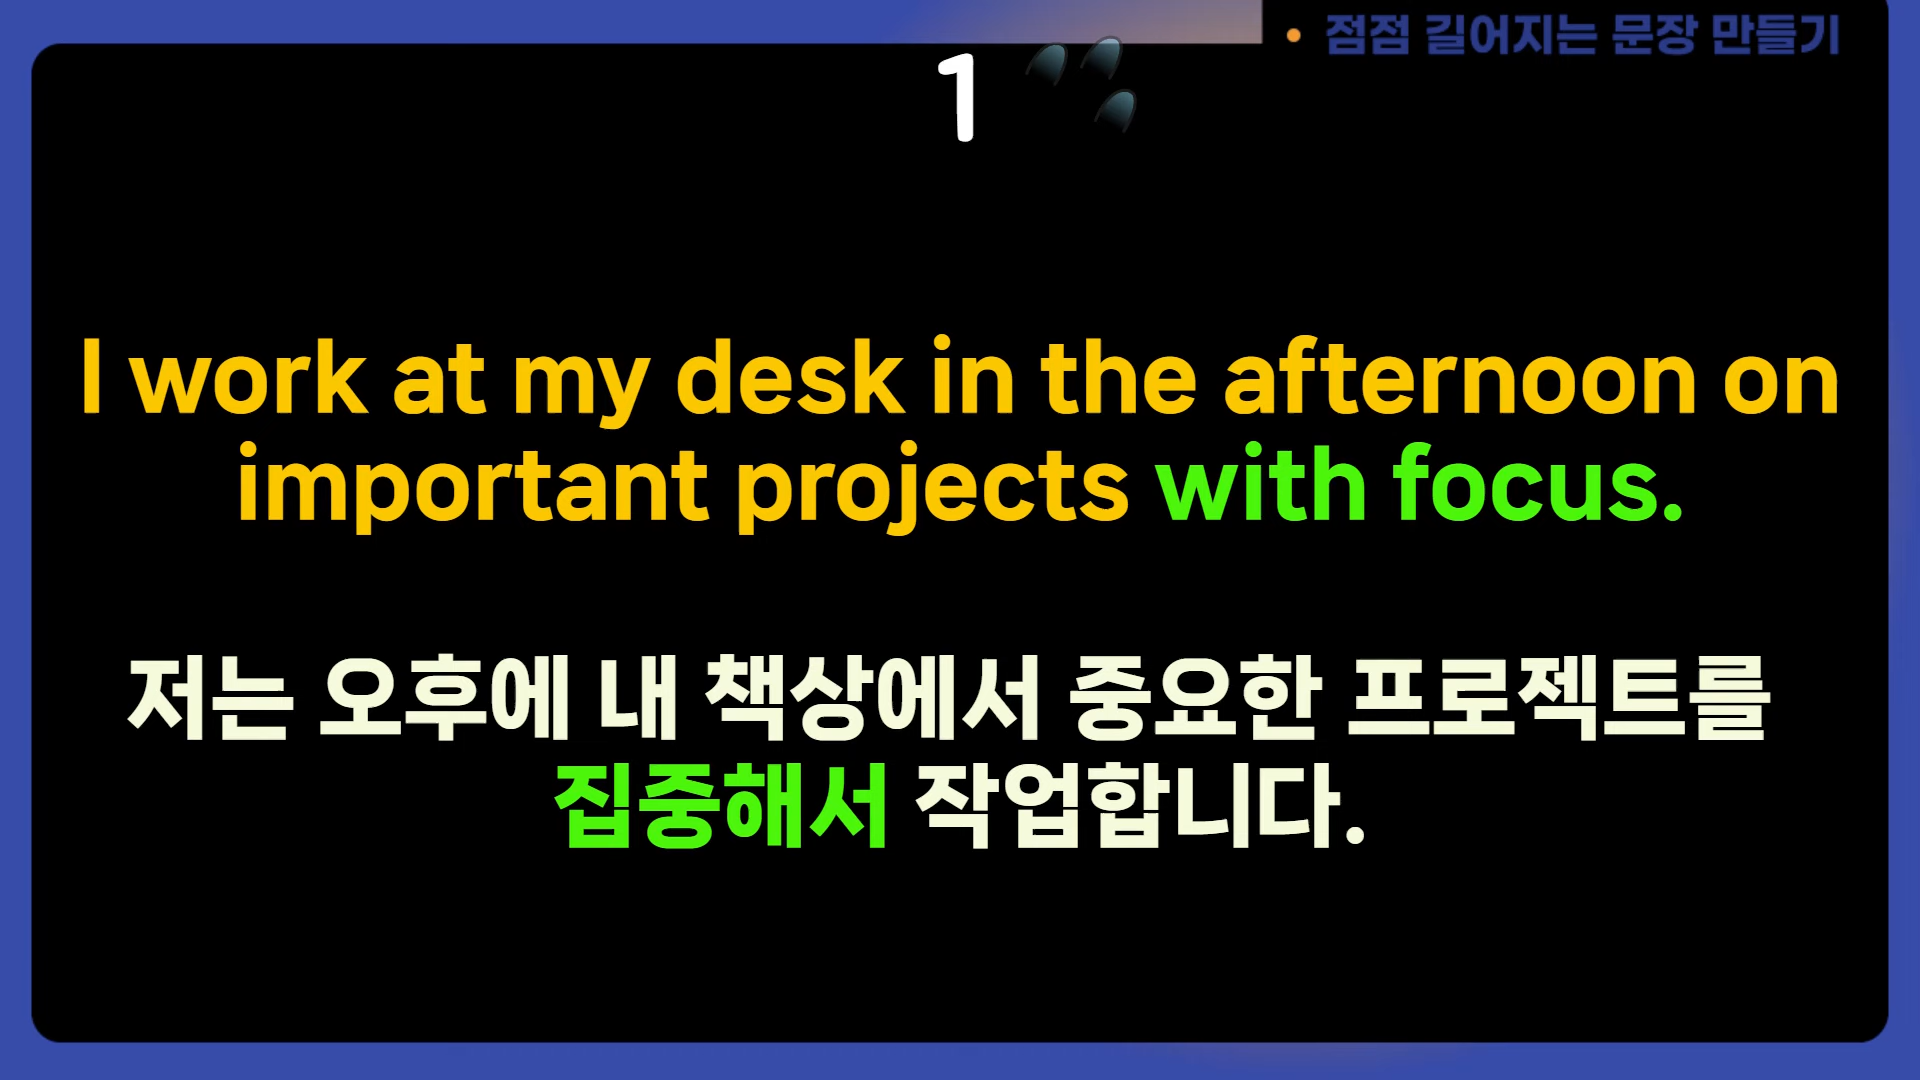 • 점점 길어지는 문장 만들기
1
I work at my desk in the afternoon on
important projects with focus.
저는 오후에 내 책상에서 중요한 프로젝트를
집중해서 작업합니다.